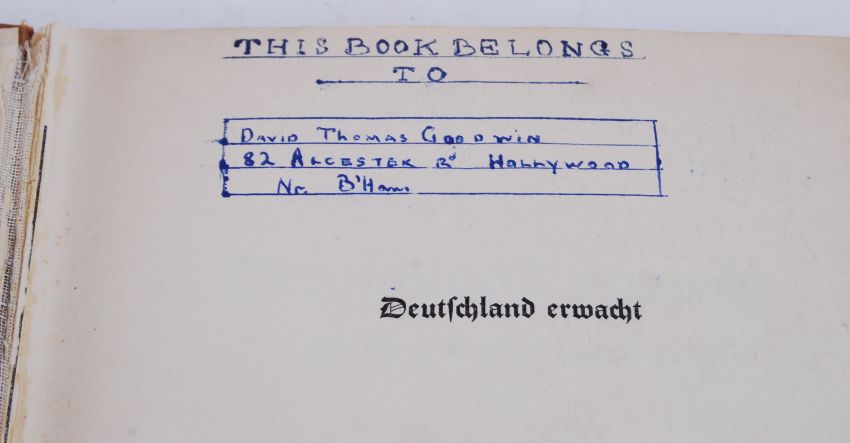 THIS BOOK BELONGS
TO
DAVID THOMAS GOODWIN
82 ALCESTER Rd HOLLYWOOD
Nr. B'Ham.
Deutſchland erwacht